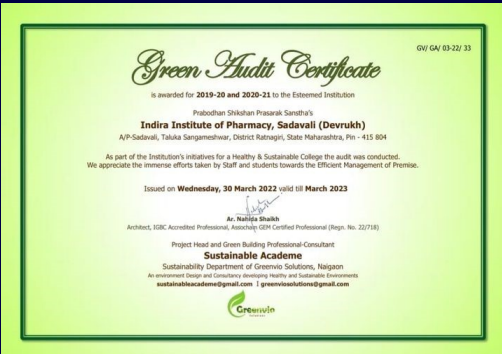 GV/ GA/ 03-22/ 33
Green Audit Certificate
is awarded for 2019-20 and 2020-21 to the Esteemed Institution
Prabodhan Shikshan Prasarak Sanstha's
Indira Institute of Pharmacy, Sadavali (Devrukh)
A/P-Sadavali, Taluka Sangameshwar, District Ratnagiri, State Maharashtra, Pin - 415 804
As part of the Institution's initiatives for a Healthy & Sustainable College the audit was conducted.
We appreciate the immense efforts taken by Staff and students towards the Efficient Management of Premise.
Issued on Wednesday, 30 March 2022 valid till March 2023
Ar. Nahida Shaikh
Architect, IGBC Accredited Professional, Assocham GEM Certified Professional (Regn. No. 22/718)
Project Head and Green Building Professional-Consultant
Sustainable Academe
Sustainability Department of Greenvio Solutions, Naigaon
An environment Design and Consultancy developing Healthy and Sustainable Environments
sustainableacademe@gmail.com I greenviosolutions@gmail.com
Greenvio